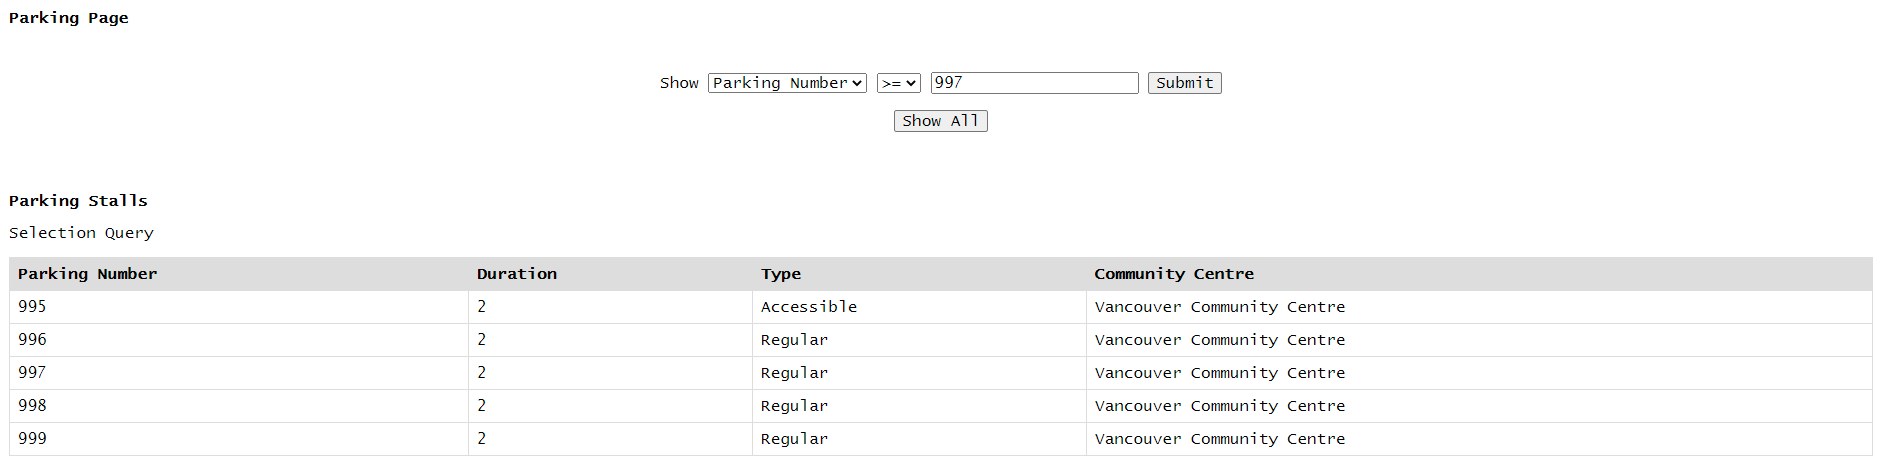 Parking Page
Show Parking Number >= 997 Submit
Show All
Parking Stalls
Selection Query
Parking Number Duration Type Community Centre
995 2 Accessible Vancouver Community Centre
996 2 Regular Vancouver Community Centre
997 2 Regular Vancouver Community Centre
998 2 Regular Vancouver Community Centre
999 2 Regular Vancouver Community Centre